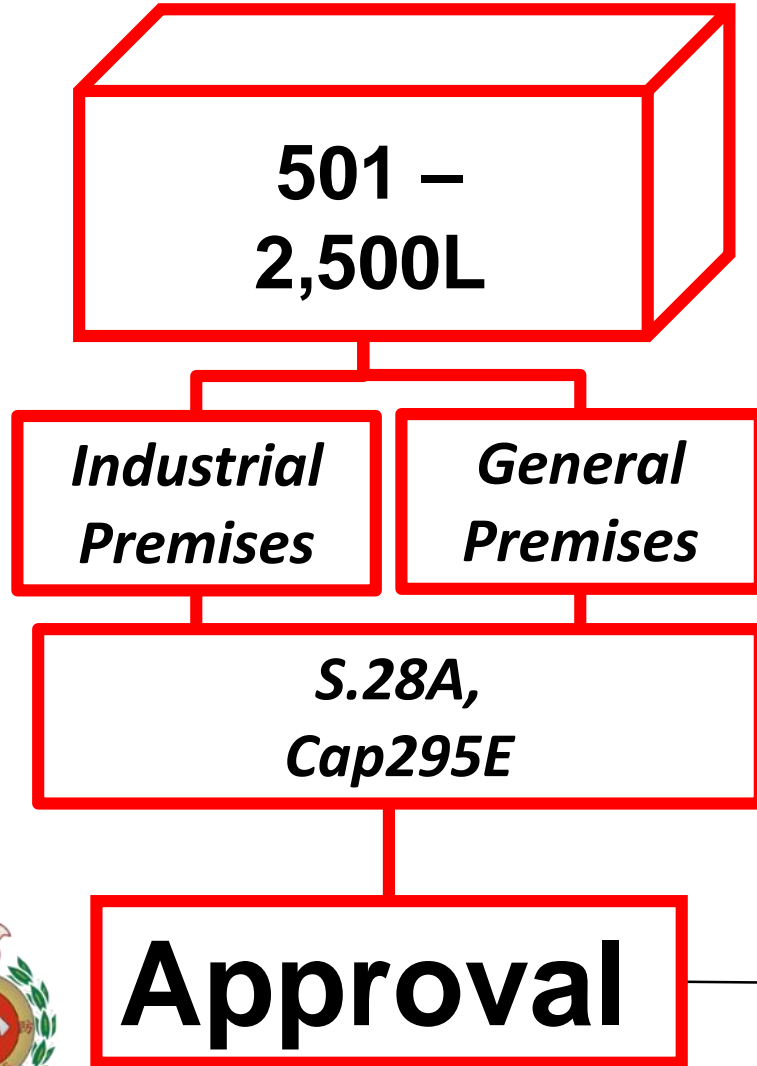 501 –
2,500L
Industrial
Premises
General
Premises
S.28A,
Cap295E
Approval